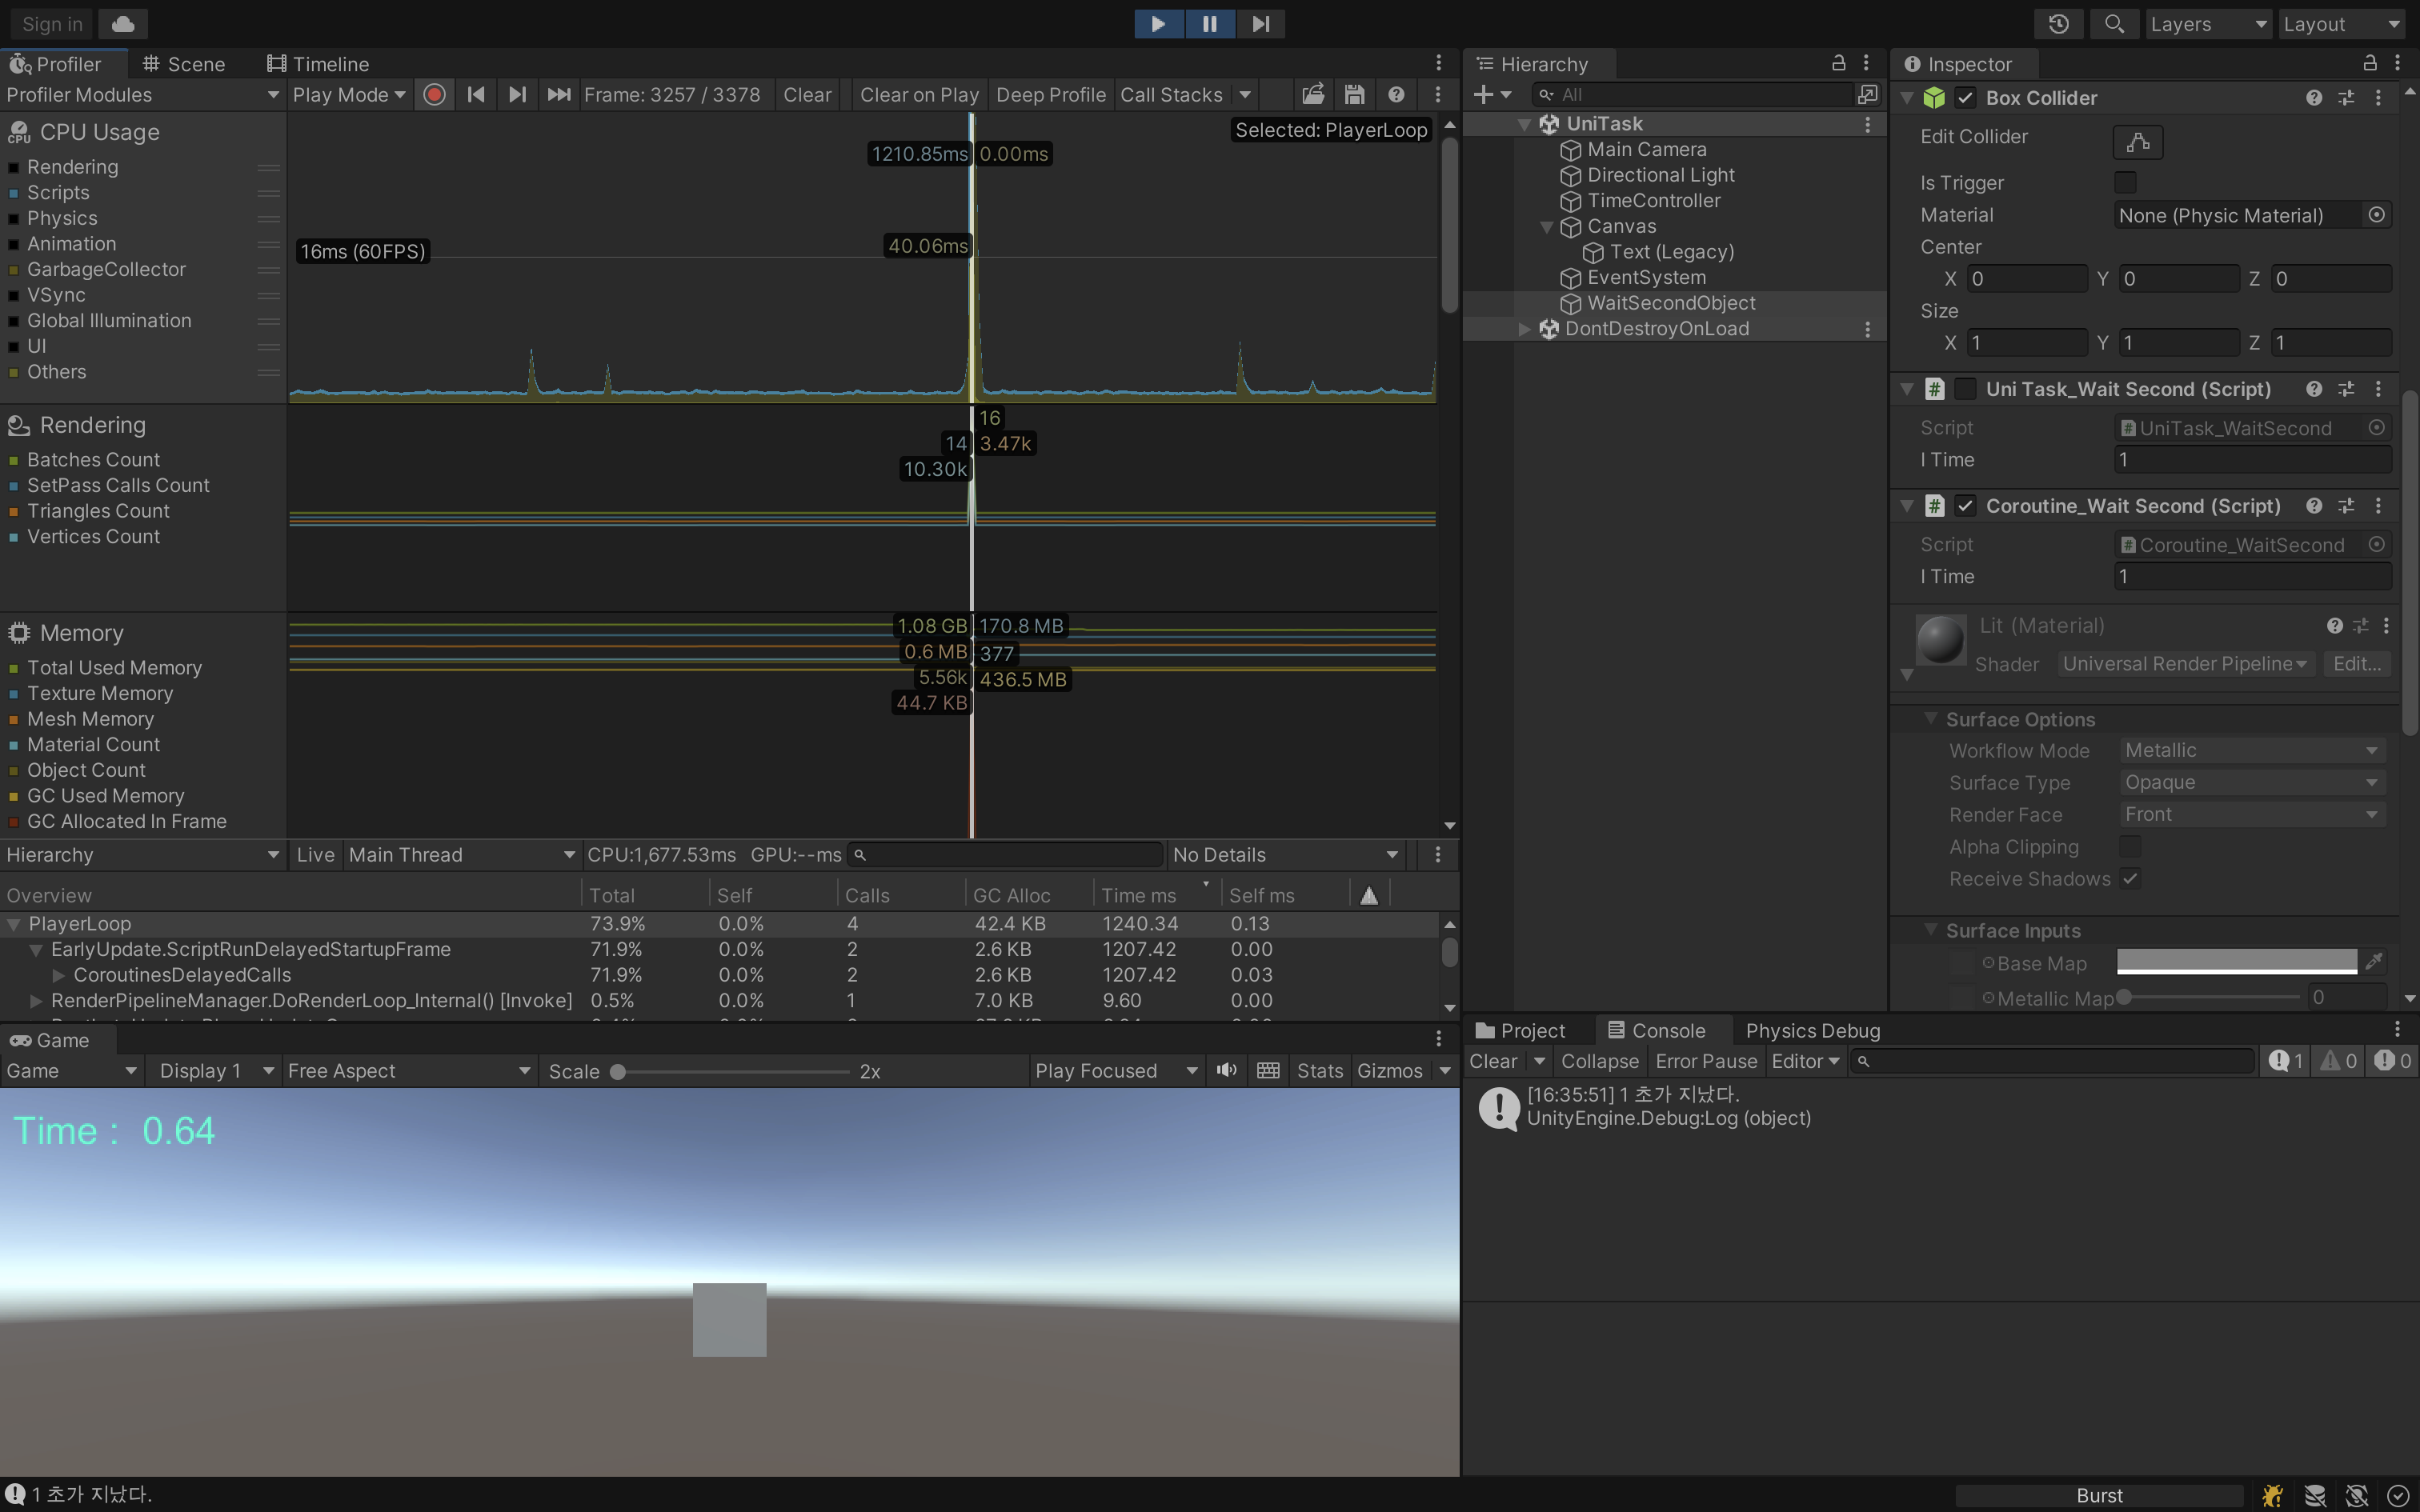 Sign in
Layers
Layout
Profiler
Scene
Timeline
Profiler Modules
Play Mode
Frame: 3257 / 3378
Clear
Clear on Play
Deep Profile
Call Stacks
CPU
CPU Usage
Rendering
Scripts
Physics
Animation
GarbageCollector
VSync
Global Illumination
UI
Others
Selected: PlayerLoop
1210.85ms
0.00ms
40.06ms
16ms (60FPS)
Rendering
Batches Count
SetPass Calls Count
Triangles Count
Vertices Count
16
14
3.47k
10.30k
Memory
Total Used Memory
Texture Memory
Mesh Memory
Material Count
Object Count
GC Used Memory
GC Allocated In Frame
1.08 GB
170.8 MB
0.6 MB
377
5.56k
436.5 MB
44.7 KB
Hierarchy
Live
Main Thread
CPU:1,677.53ms
GPU:--ms
No Details
Overview Total Self Calls GC Alloc Time ms Self ms
PlayerLoop 73.9% 0.0% 4 42.4 KB 1240.34 0.13
EarlyUpdate.ScriptRunDelayedStartupFrame 71.9% 0.0% 2 2.6 KB 1207.42 0.00
CoroutinesDelayedCalls 71.9% 0.0% 2 2.6 KB 1207.42 0.03
RenderPipelineManager.DoRenderLoop_Internal() [Invoke] 0.5% 0.0% 1 7.0 KB 9.60 0.00
Game
Game
Display 1
Free Aspect
Scale
2x
Play Focused
Stats
Gizmos
Time : 0.64
Hierarchy
All
UniTask
Main Camera
Directional Light
TimeController
Canvas
Text (Legacy)
EventSystem
WaitSecondObject
DontDestroyOnLoad
Inspector
Box Collider
Edit Collider
Is Trigger
Material
None (Physic Material)
Center
X 0 Y 0 Z 0
Size
X 1 Y 1 Z 1
# Uni Task_Wait Second (Script)
Script
UniTask_WaitSecond
I Time
1
# Coroutine_Wait Second (Script)
Script
Coroutine_WaitSecond
I Time
1
Lit (Material)
Shader
Universal Render Pipeline
Edit...
Surface Options
Workflow Mode
Metallic
Surface Type
Opaque
Render Face
Front
Alpha Clipping
Receive Shadows
Surface Inputs
Base Map
Metallic Map
0
Project
Console
Physics Debug
Clear
Collapse
Error Pause
Editor
1
0
0
[16:35:51] 1 초가 지났다.
UnityEngine.Debug:Log (object)
1 초가 지났다.
Burst